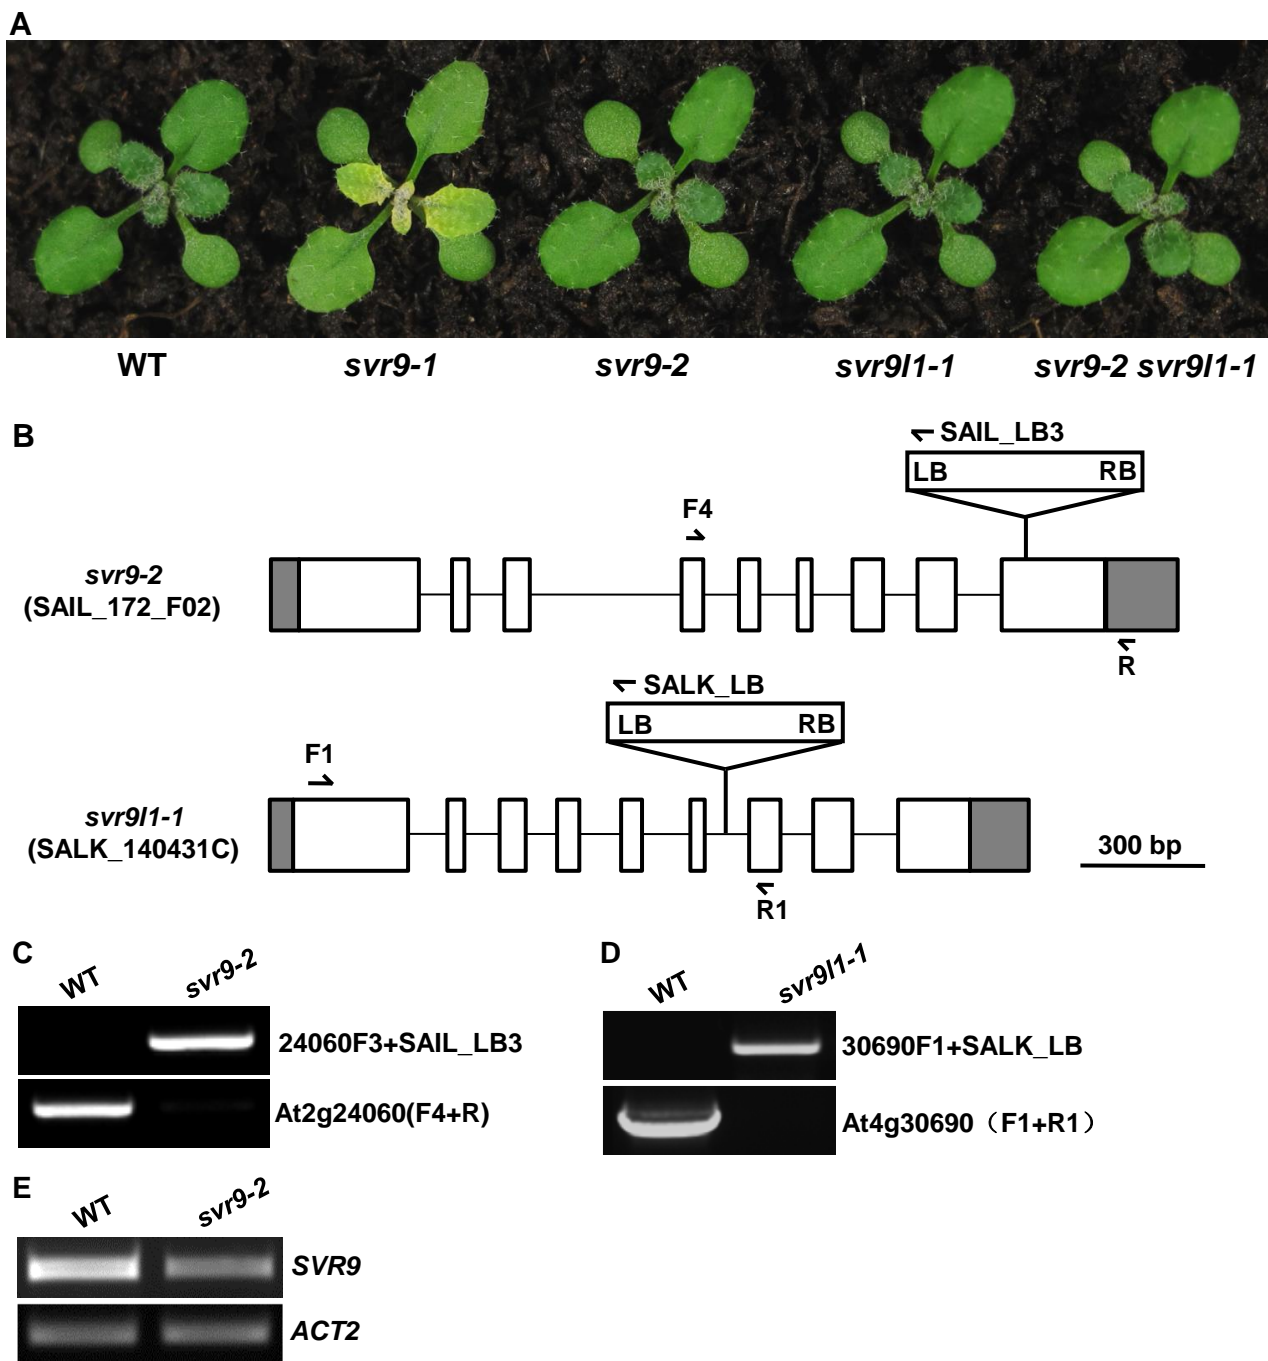 A
WT svr9-1 svr9-2 svr9l1-1 svr9-2 svr9l1-1
B
SAIL_LB3
LB RB
F4
svr9-2
(SAIL_172_F02)
R
SALK_LB
LB RB
F1
svr9l1-1
(SALK_140431C)
300 bp
R1
C
WT svr9-2
24060F3+SAIL_LB3
At2g24060(F4+R)
D
WT svr9l1-1
30690F1+SALK_LB
At4g30690（F1+R1）
E
WT svr9-2
SVR9
ACT2